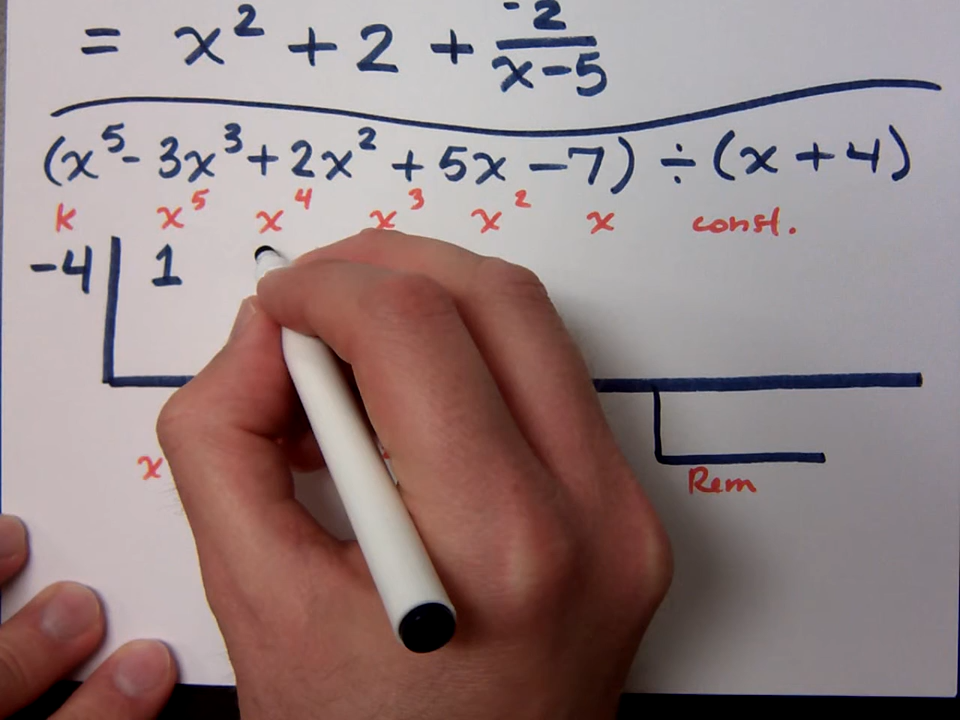 = x² + 2 + -2/(x-5)
(x⁵- 3x³+ 2x² + 5x - 7) ÷ (x + 4)
k x⁵ x⁴ x³ x² x const.
-4 1
x Rem